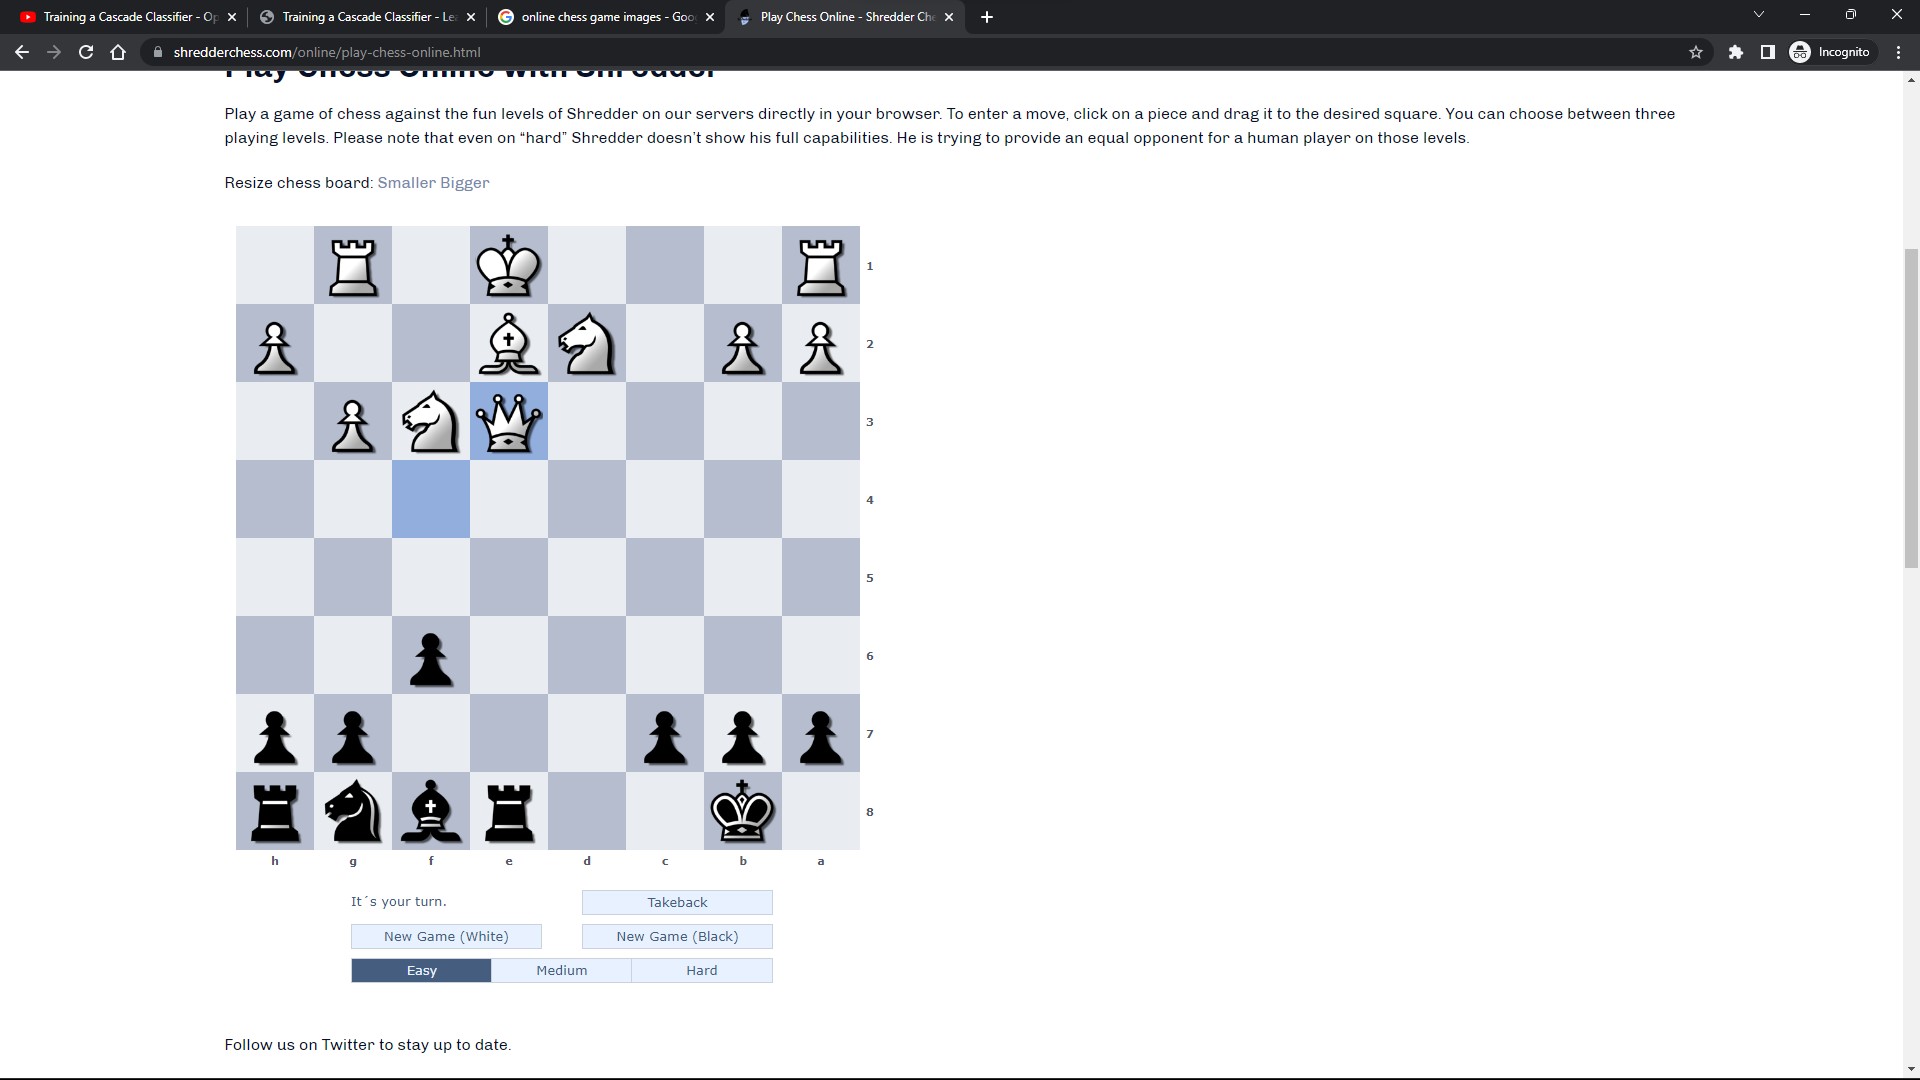 Training a Cascade Classifier - Op
Training a Cascade Classifier - Lea
online chess game images - Goo
Play Chess Online - Shredder Che
shredderchess.com/online/play-chess-online.html
Incognito
Play Chess Online with Shredder
Play a game of chess against the fun levels of Shredder on our servers directly in your browser. To enter a move, click on a piece and drag it to the desired square. You can choose between three
playing levels. Please note that even on “hard” Shredder doesn’t show his full capabilities. He is trying to provide an equal opponent for a human player on those levels.
Resize chess board: Smaller Bigger
1
2
3
4
5
6
7
8
h g f e d c b a
It´s your turn.
Takeback
New Game (White)
New Game (Black)
Easy
Medium
Hard
Follow us on Twitter to stay up to date.